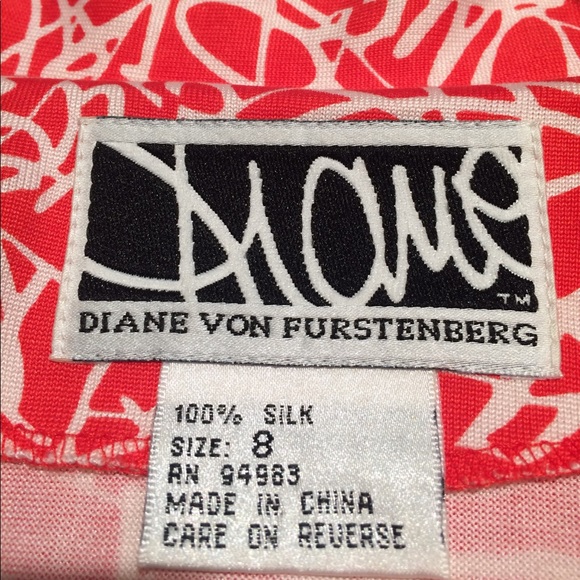 Diane
TM
DIANE VON FURSTENBERG
100% SILK
SIZE: 8
RN 94983
MADE IN CHINA
CARE ON REVERSE